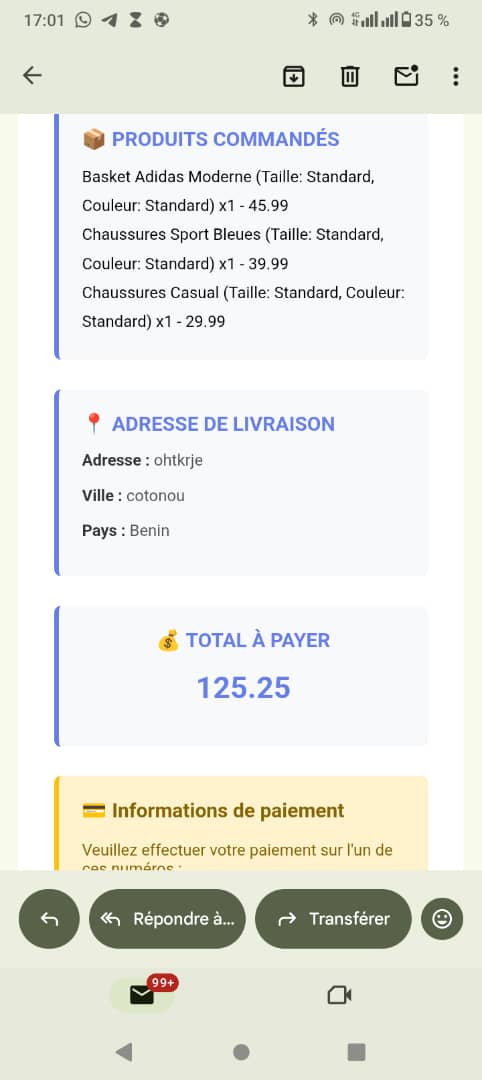 17:01
4G
35 %
📦 PRODUITS COMMANDÉS
Basket Adidas Moderne (Taille: Standard,
Couleur: Standard) x1 - 45.99
Chaussures Sport Bleues (Taille: Standard,
Couleur: Standard) x1 - 39.99
Chaussures Casual (Taille: Standard, Couleur:
Standard) x1 - 29.99
📍 ADRESSE DE LIVRAISON
Adresse : ohtkrje
Ville : cotonou
Pays : Benin
💰 TOTAL À PAYER
125.25
💳 Informations de paiement
Veuillez effectuer votre paiement sur l'un de
ces numéros :
Répondre à...
Transférer
99+